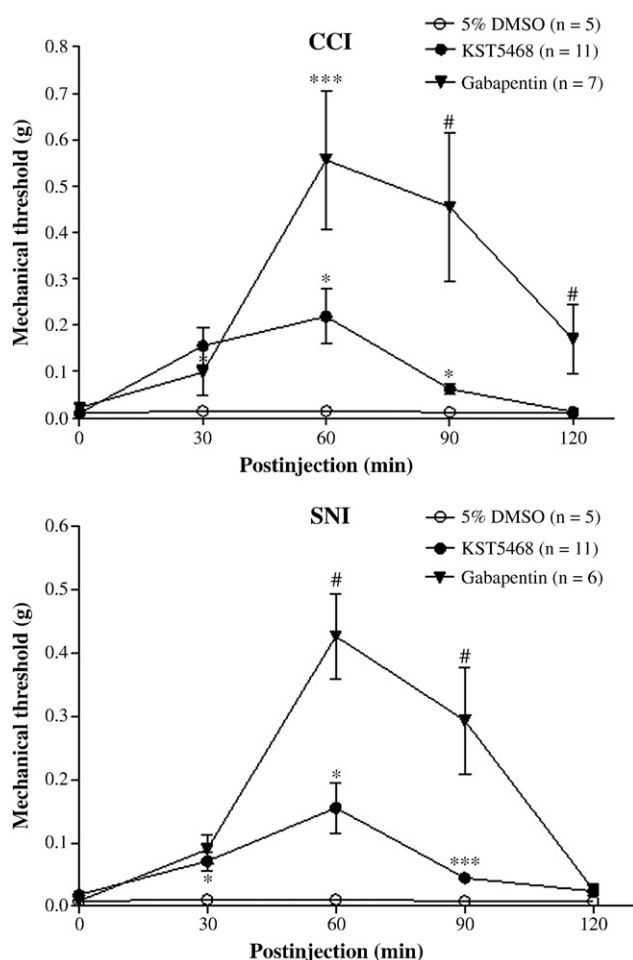 CCI
5% DMSO (n = 5)
KST5468 (n = 11)
Gabapentin (n = 7)
Mechanical threshold (g)
0.8
0.7
0.6
0.5
0.4
0.3
0.2
0.1
0.0
***
#
#
*
*
*
0 30 60 90 120
Postinjection (min)
SNI
5% DMSO (n = 5)
KST5468 (n = 11)
Gabapentin (n = 6)
Mechanical threshold (g)
0.6
0.5
0.4
0.3
0.2
0.1
0.0
#
#
*
***
*
0 30 60 90 120
Postinjection (min)